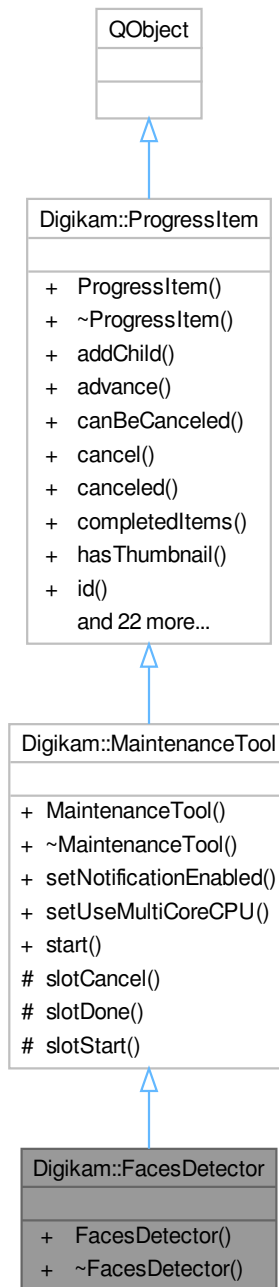 QObject
Digikam::ProgressItem
+ ProgressItem()
+ ~ProgressItem()
+ addChild()
+ advance()
+ canBeCanceled()
+ cancel()
+ canceled()
+ completedItems()
+ hasThumbnail()
+ id()
and 22 more...
Digikam::MaintenanceTool
+ MaintenanceTool()
+ ~MaintenanceTool()
+ setNotificationEnabled()
+ setUseMultiCoreCPU()
+ start()
# slotCancel()
# slotDone()
# slotStart()
Digikam::FacesDetector
+ FacesDetector()
+ ~FacesDetector()